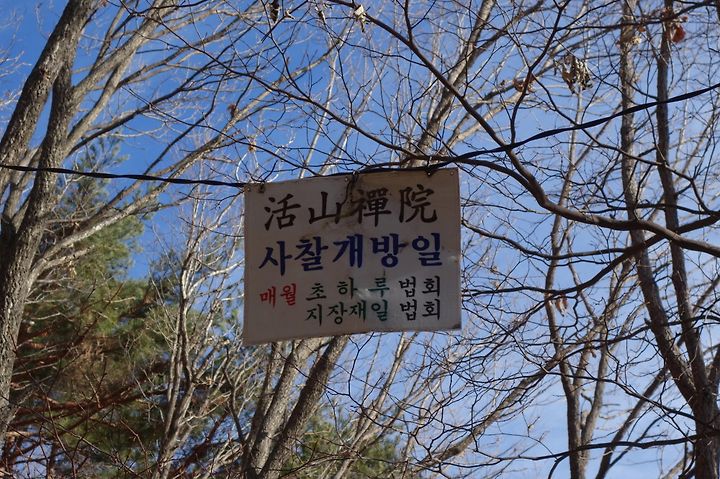 活山禪院
사찰개방일
매월 초하루 법회
지장재일 법회